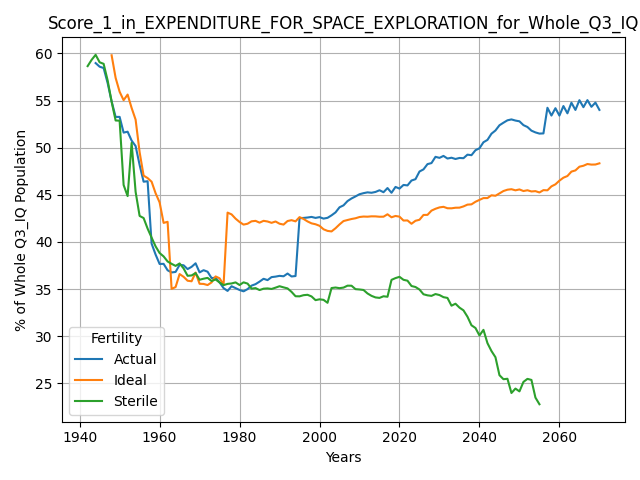 Score_1_in_EXPENDITURE_FOR_SPACE_EXPLORATION_for_Whole_Q3_IQ
60
55
50
45
40
35
30
25
% of Whole Q3_IQ Population
Fertility
Actual
Ideal
Sterile
1940 1960 1980 2000 2020 2040 2060
Years